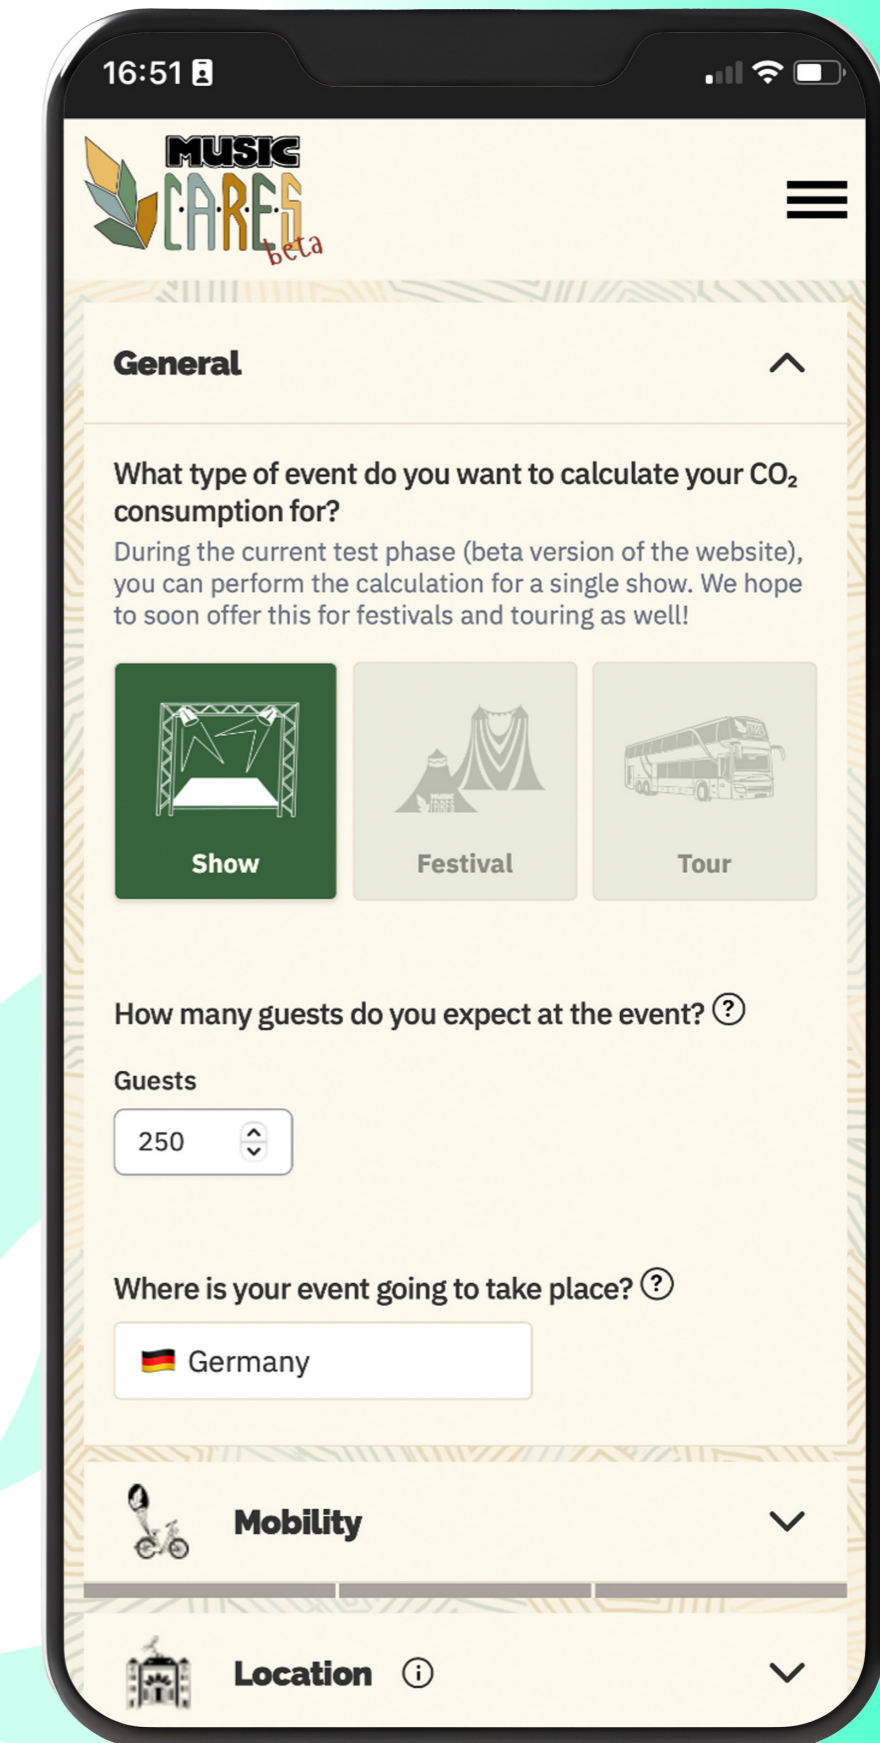 16:51
MUSIC
C·A·R·E·S
beta
General
What type of event do you want to calculate your CO₂
consumption for?
During the current test phase (beta version of the website),
you can perform the calculation for a single show. We hope
to soon offer this for festivals and touring as well!
Show
Festival
Tour
How many guests do you expect at the event? ?
Guests
250
Where is your event going to take place? ?
🇩🇪 Germany
Mobility
Location i